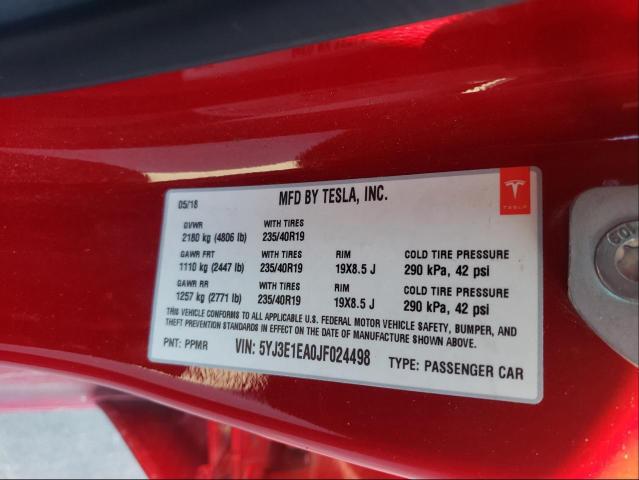 05/18 MFD BY TESLA, INC.
TESLA
GVWR WITH TIRES
2180 kg (4806 lb) 235/40R19
GAWR FRT WITH TIRES RIM COLD TIRE PRESSURE
1110 kg (2447 lb) 235/40R19 19X8.5 J 290 kPa, 42 psi
GAWR RR WITH TIRES RIM COLD TIRE PRESSURE
1257 kg (2771 lb) 235/40R19 19X8.5 J 290 kPa, 42 psi
THIS VEHICLE CONFORMS TO ALL APPLICABLE U.S. FEDERAL MOTOR VEHICLE SAFETY, BUMPER, AND
THEFT PREVENTION STANDARDS IN EFFECT ON THE DATE OF MANUFACTURE SHOWN ABOVE.
PNT: PPMR VIN: 5YJ3E1EA0JF024498 TYPE: PASSENGER CAR